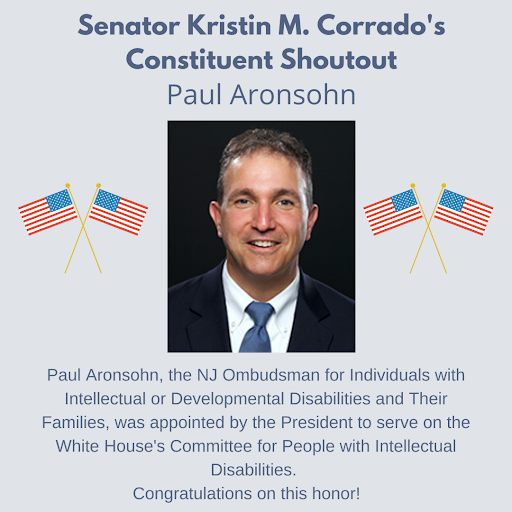 Senator Kristin M. Corrado's
Constituent Shoutout
Paul Aronsohn
Paul Aronsohn, the NJ Ombudsman for Individuals with
Intellectual or Developmental Disabilities and Their
Families, was appointed by the President to serve on the
White House's Committee for People with Intellectual
Disabilities.
Congratulations on this honor!